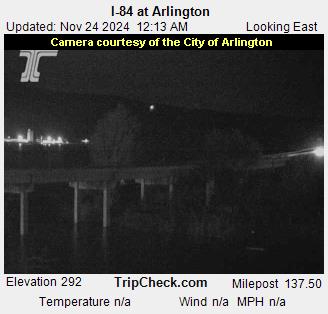 I-84 at Arlington
Updated: Nov 24 2024 12:13 AM Looking East
Camera courtesy of the City of Arlington
Elevation 292 TripCheck.com Milepost 137.50
Temperature n/a Wind n/a MPH n/a